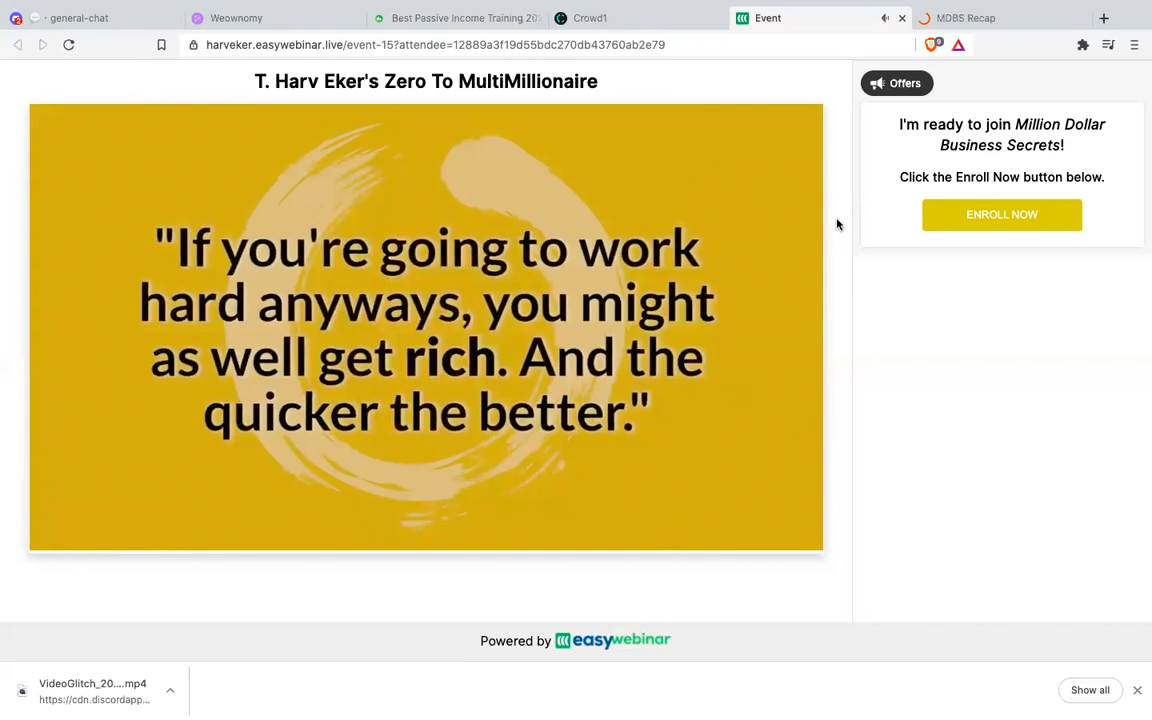 general-chat
Weownomy
Best Passive Income Training 20
Crowd1
Event
MDBS Recap
harveker.easywebinar.live/event-15?attendee=12889a3f19d55bdc270db43760ab2e79
T. Harv Eker's Zero To MultiMillionaire
"If you're going to work
hard anyways, you might
as well get rich. And the
quicker the better."
Offers
I'm ready to join Million Dollar
Business Secrets!
Click the Enroll Now button below.
ENROLL NOW
Powered by easywebinar
VideoGlitch_20....mp4
https://cdn.discordapp...
Show all